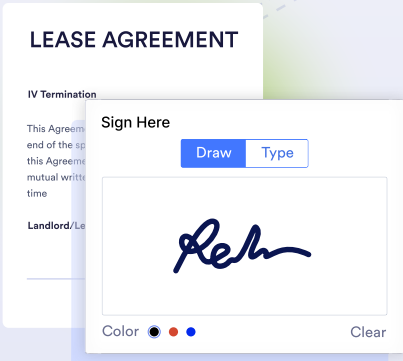 LEASE AGREEMENT
IV Termination
This Agreem
end of the sp
this Agreeme
mutual writte
time
Landlord/Le
Sign Here
Draw Type
Color Clear